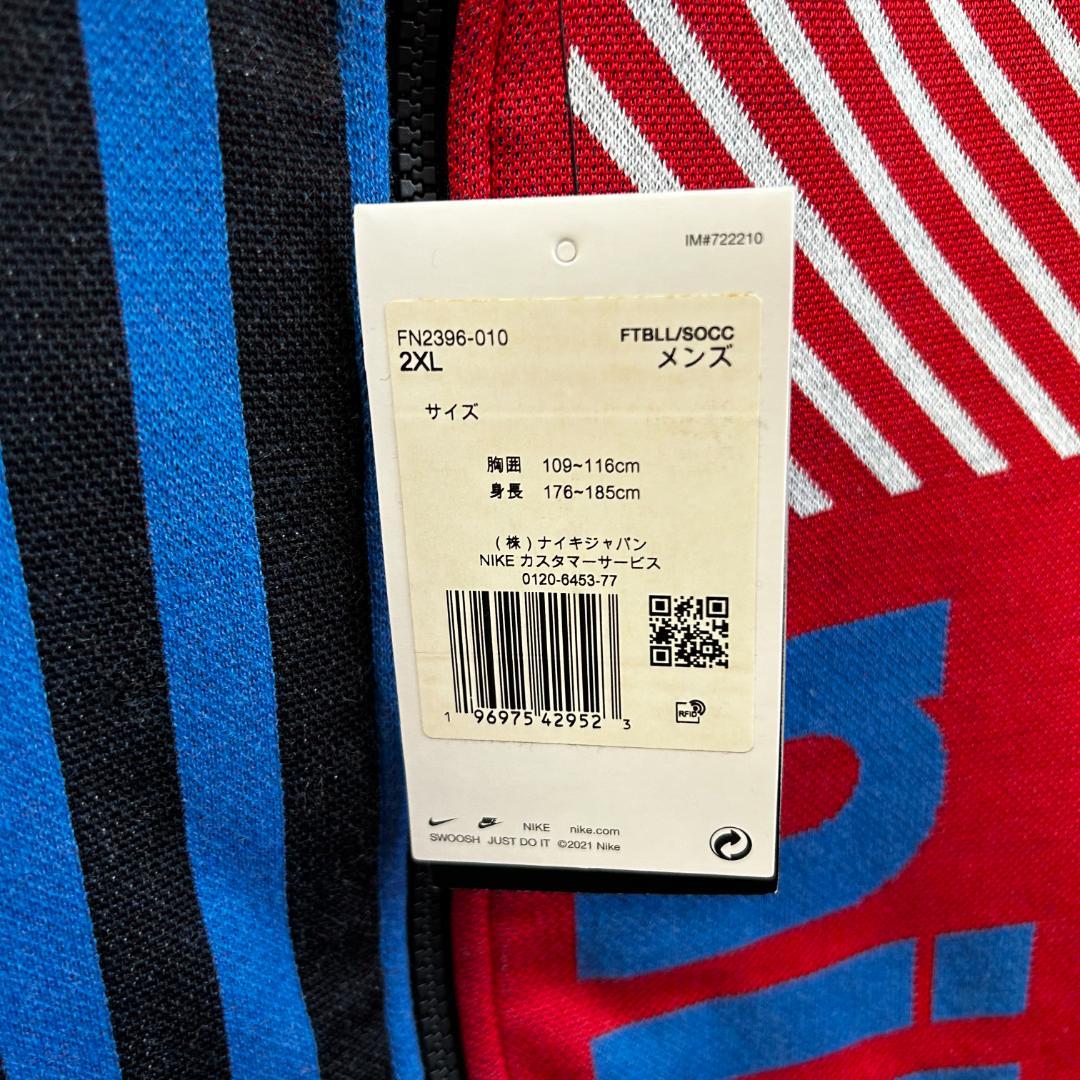 IM#722210
FN2396-010
FTBLL/SOCC
2XL
メンズ
サイズ
胸囲 109~116cm
身長 176~185cm
(株)ナイキジャパン
NIKE カスタマーサービス
0120-6453-77
1 96975 42952 3
RFID
NIKE nike.com
SWOOSH JUST DO IT ©2021 Nike